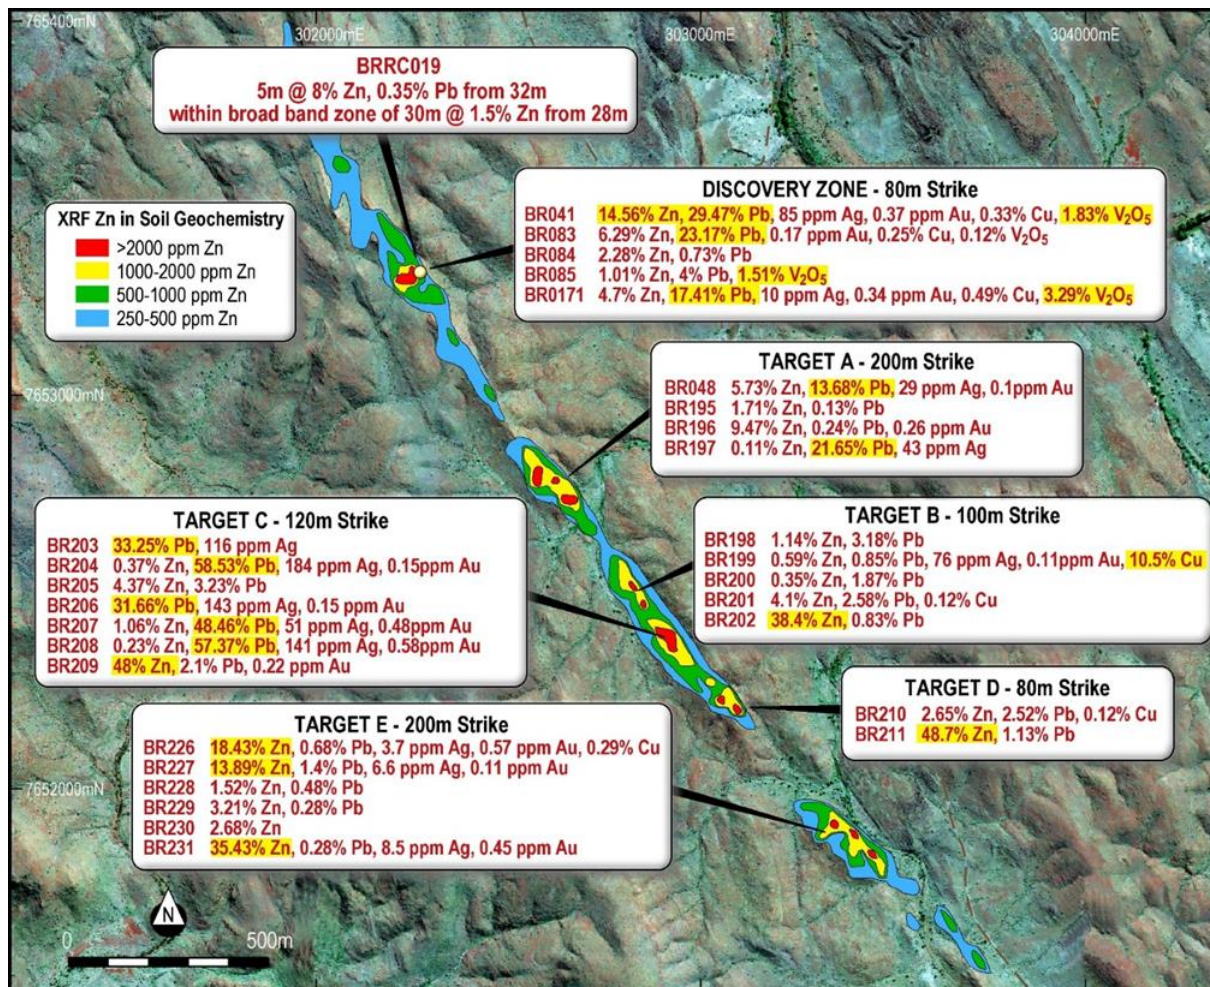 765400mN
302000mE
303000mE
304000mE
BRRC019
5m @ 8% Zn, 0.35% Pb from 32m
within broad band zone of 30m @ 1.5% Zn from 28m
DISCOVERY ZONE - 80m Strike
BR041 14.56% Zn, 29.47% Pb, 85 ppm Ag, 0.37 ppm Au, 0.33% Cu, 1.83% V₂O₅
BR083 6.29% Zn, 23.17% Pb, 0.17 ppm Au, 0.25% Cu, 0.12% V₂O₅
BR084 2.28% Zn, 0.73% Pb
BR085 1.01% Zn, 4% Pb, 1.51% V₂O₅
BR0171 4.7% Zn, 17.41% Pb, 10 ppm Ag, 0.34 ppm Au, 0.49% Cu, 3.29% V₂O₅
XRF Zn in Soil Geochemistry
>2000 ppm Zn
1000-2000 ppm Zn
500-1000 ppm Zn
250-500 ppm Zn
7653000mN
TARGET A - 200m Strike
BR048 5.73% Zn, 13.68% Pb, 29 ppm Ag, 0.1ppm Au
BR195 1.71% Zn, 0.13% Pb
BR196 9.47% Zn, 0.24% Pb, 0.26 ppm Au
BR197 0.11% Zn, 21.65% Pb, 43 ppm Ag
TARGET C - 120m Strike
BR203 33.25% Pb, 116 ppm Ag
BR204 0.37% Zn, 58.53% Pb, 184 ppm Ag, 0.15ppm Au
BR205 4.37% Zn, 3.23% Pb
BR206 31.66% Pb, 143 ppm Ag, 0.15 ppm Au
BR207 1.06% Zn, 48.46% Pb, 51 ppm Ag, 0.48ppm Au
BR208 0.23% Zn, 57.37% Pb, 141 ppm Ag, 0.58ppm Au
BR209 48% Zn, 2.1% Pb, 0.22 ppm Au
TARGET B - 100m Strike
BR198 1.14% Zn, 3.18% Pb
BR199 0.59% Zn, 0.85% Pb, 76 ppm Ag, 0.11ppm Au, 10.5% Cu
BR200 0.35% Zn, 1.87% Pb
BR201 4.1% Zn, 2.58% Pb, 0.12% Cu
BR202 38.4% Zn, 0.83% Pb
TARGET D - 80m Strike
BR210 2.65% Zn, 2.52% Pb, 0.12% Cu
BR211 48.7% Zn, 1.13% Pb
TARGET E - 200m Strike
BR226 18.43% Zn, 0.68% Pb, 3.7 ppm Ag, 0.57 ppm Au, 0.29% Cu
BR227 13.89% Zn, 1.4% Pb, 6.6 ppm Ag, 0.11 ppm Au
BR228 1.52% Zn, 0.48% Pb
BR229 3.21% Zn, 0.28% Pb
BR230 2.68% Zn
BR231 35.43% Zn, 0.28% Pb, 8.5 ppm Ag, 0.45 ppm Au
7652000mN
N
0 500m